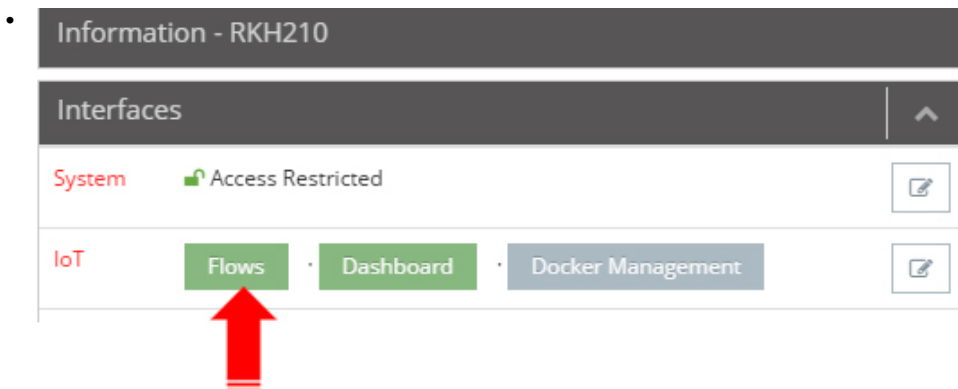 Information - RKH210
Interfaces
System Access Restricted
IoT Flows · Dashboard · Docker Management